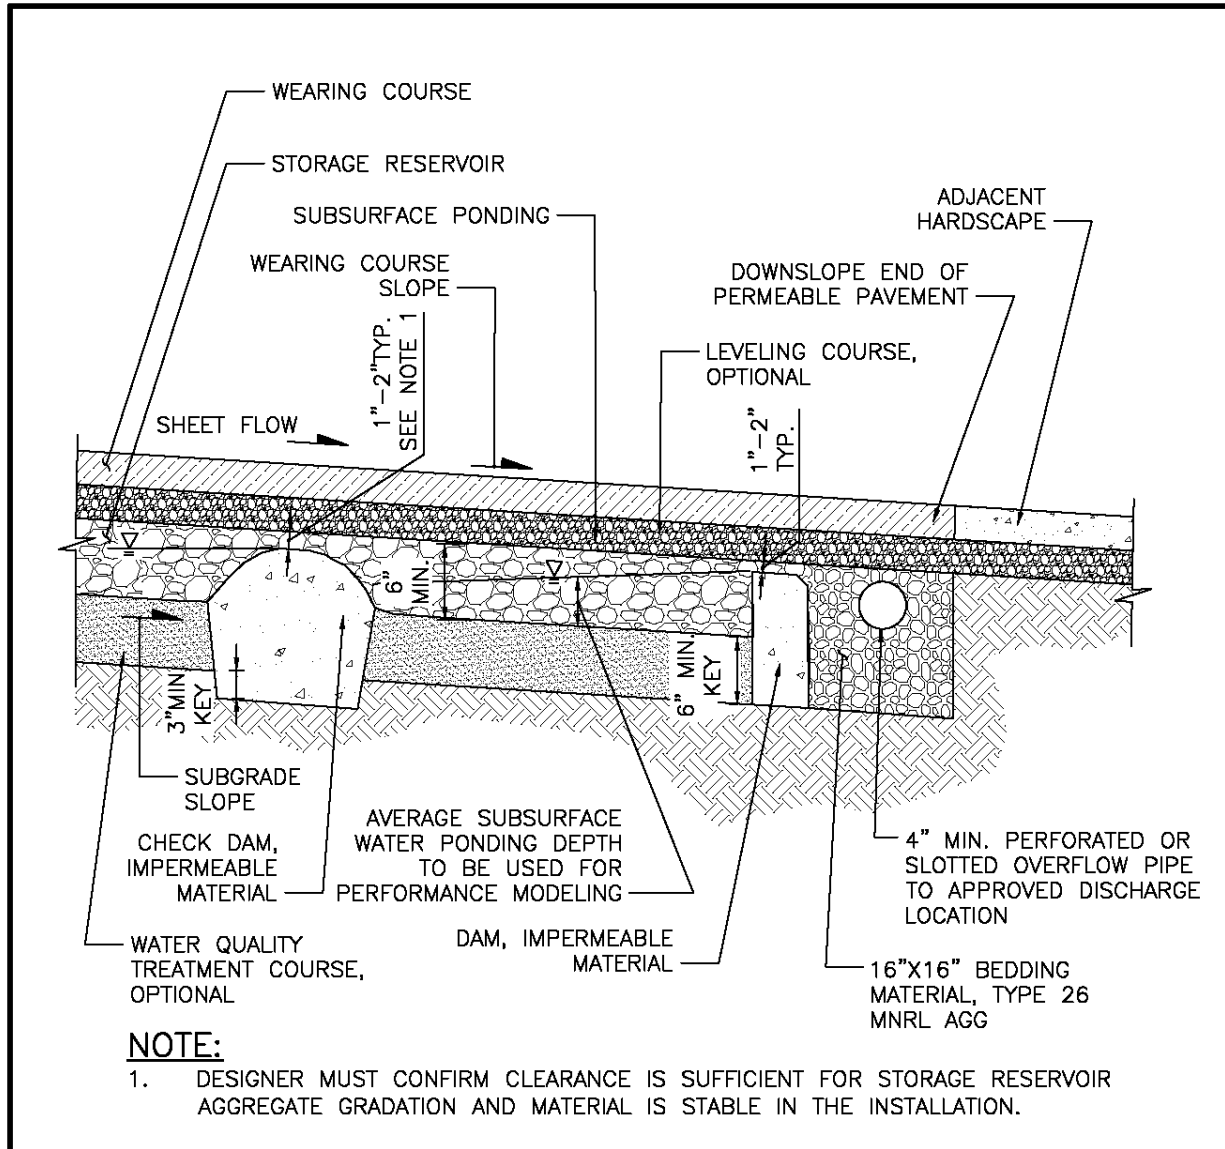 WEARING COURSE
STORAGE RESERVOIR
SUBSURFACE PONDING
WEARING COURSE
SLOPE
ADJACENT
HARDSCAPE
DOWNSLOPE END OF
PERMEABLE PAVEMENT
1"-2"TYP.
SEE NOTE 1
LEVELING COURSE,
OPTIONAL
SHEET FLOW
1"-2"
TYP.
6"
MIN.
3"MIN
KEY
6" MIN.
KEY
SUBGRADE
SLOPE
CHECK DAM,
IMPERMEABLE
MATERIAL
AVERAGE SUBSURFACE
WATER PONDING DEPTH
TO BE USED FOR
PERFORMANCE MODELING
4" MIN. PERFORATED OR
SLOTTED OVERFLOW PIPE
TO APPROVED DISCHARGE
LOCATION
WATER QUALITY
TREATMENT COURSE,
OPTIONAL
DAM, IMPERMEABLE
MATERIAL
16"X16" BEDDING
MATERIAL, TYPE 26
MNRL AGG
NOTE:
1. DESIGNER MUST CONFIRM CLEARANCE IS SUFFICIENT FOR STORAGE RESERVOIR
AGGREGATE GRADATION AND MATERIAL IS STABLE IN THE INSTALLATION.